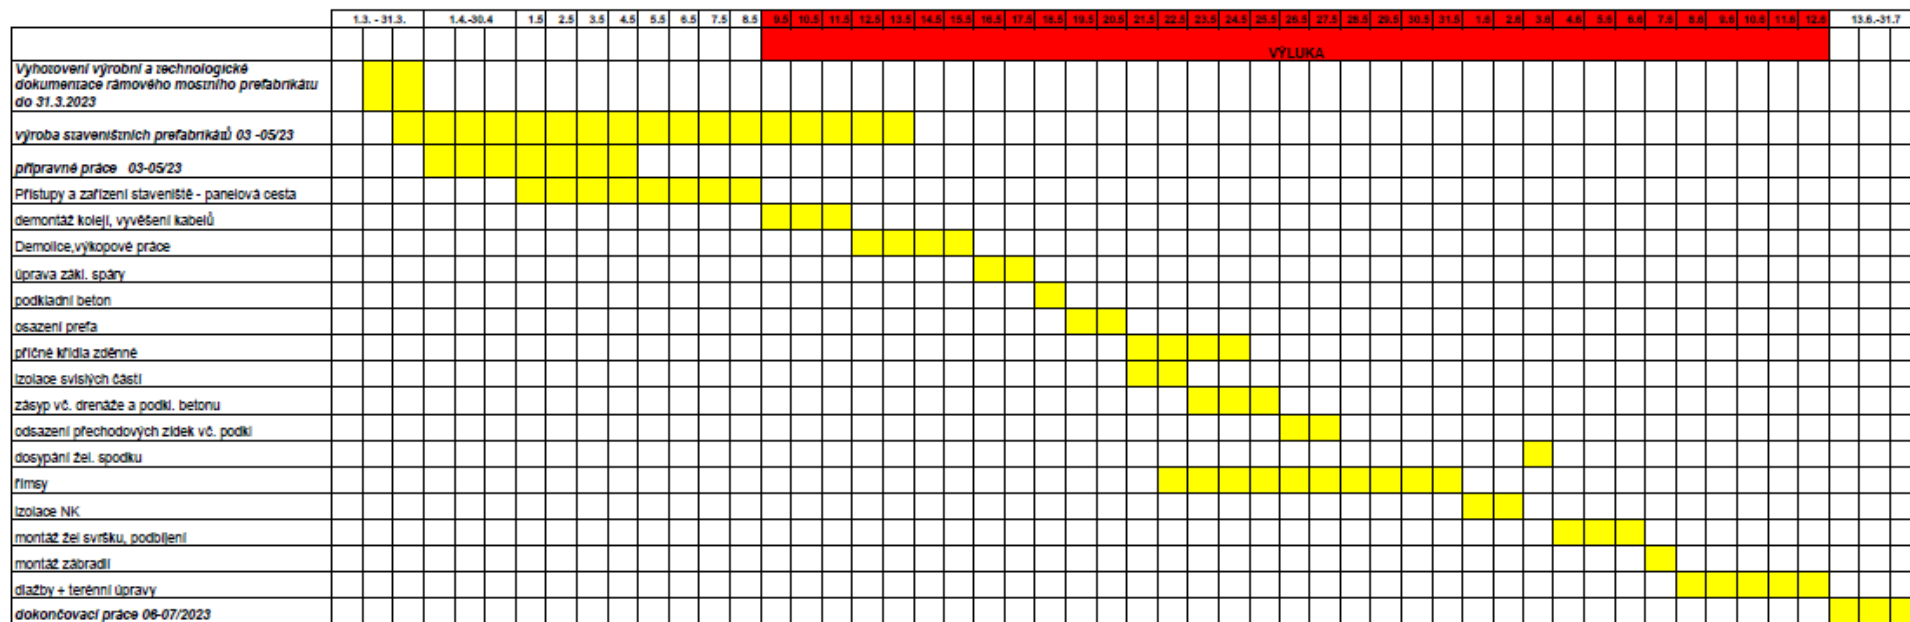 1.3. - 31.3. 1.4.-30.4 1.5 2.5 3.5 4.5 5.5 6.5 7.5 8.5 9.5 10.5 11.5 12.5 13.5 14.5 15.5 16.5 17.5 18.5 19.5 20.5 21.5 22.5 23.5 24.5 25.5 26.5 27.5 28.5 29.5 30.5 31.5 1.6 2.6 3.6 4.6 5.6 6.6 7.6 8.6 9.6 10.6 11.6 12.6 13.6.-31.7
VÝLUKA
Vyhotovení výrobní a technologické
dokumentace rámového mostního prefabrikátu
do 31.3.2023
výroba staveništních prefabrikátů 03 -05/23
přípravné práce 03-05/23
Přístupy a zařízení staveniště - panelová cesta
demontáž kolejí, vyvěšení kabelů
Demolice,výkopové práce
úprava zákl. spáry
podkladní beton
osazení prefa
příčné křídla zděnné
izolace svislých částí
zásyp vč. drenáže a podkl. betonu
odsazení přechodových zídek vč. podkl
dosypání žel. spodku
římsy
izolace NK
montáž žel svršku, podbíjení
montáž zábradlí
dlažby + terénní úpravy
dokončovací práce 06-07/2023